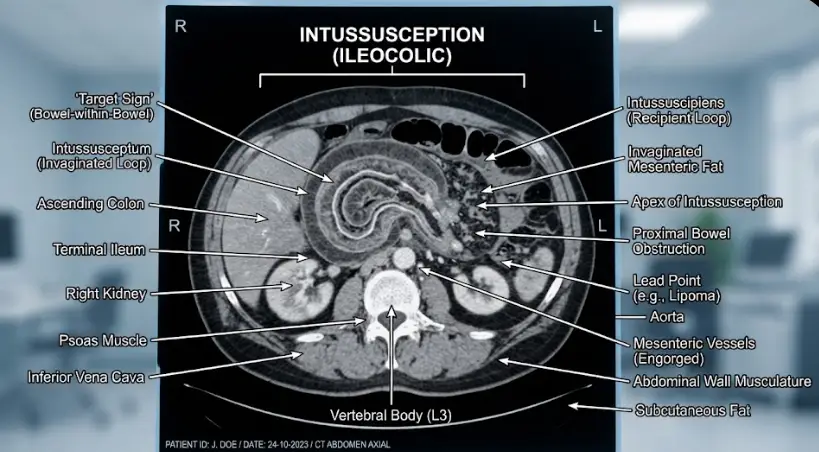 R
L
INTUSSUSCEPTION
(ILEOCOLIC)
'Target Sign'
(Bowel-within-Bowel)
Intussusceptum
(Invaginated Loop)
Ascending Colon
R
Terminal Ileum
Right Kidney
Psoas Muscle
Inferior Vena Cava
Intussuscipiens
(Recipient Loop)
Invaginated
Mesenteric Fat
Apex of Intussusception
L
Proximal Bowel
Obstruction
Lead Point
(e.g., Lipoma)
Aorta
Mesenteric Vessels
(Engorged)
Abdominal Wall Musculature
Subcutaneous Fat
Vertebral Body (L3)
PATIENT ID: J. DOE / DATE: 24-10-2023 / CT ABDOMEN AXIAL